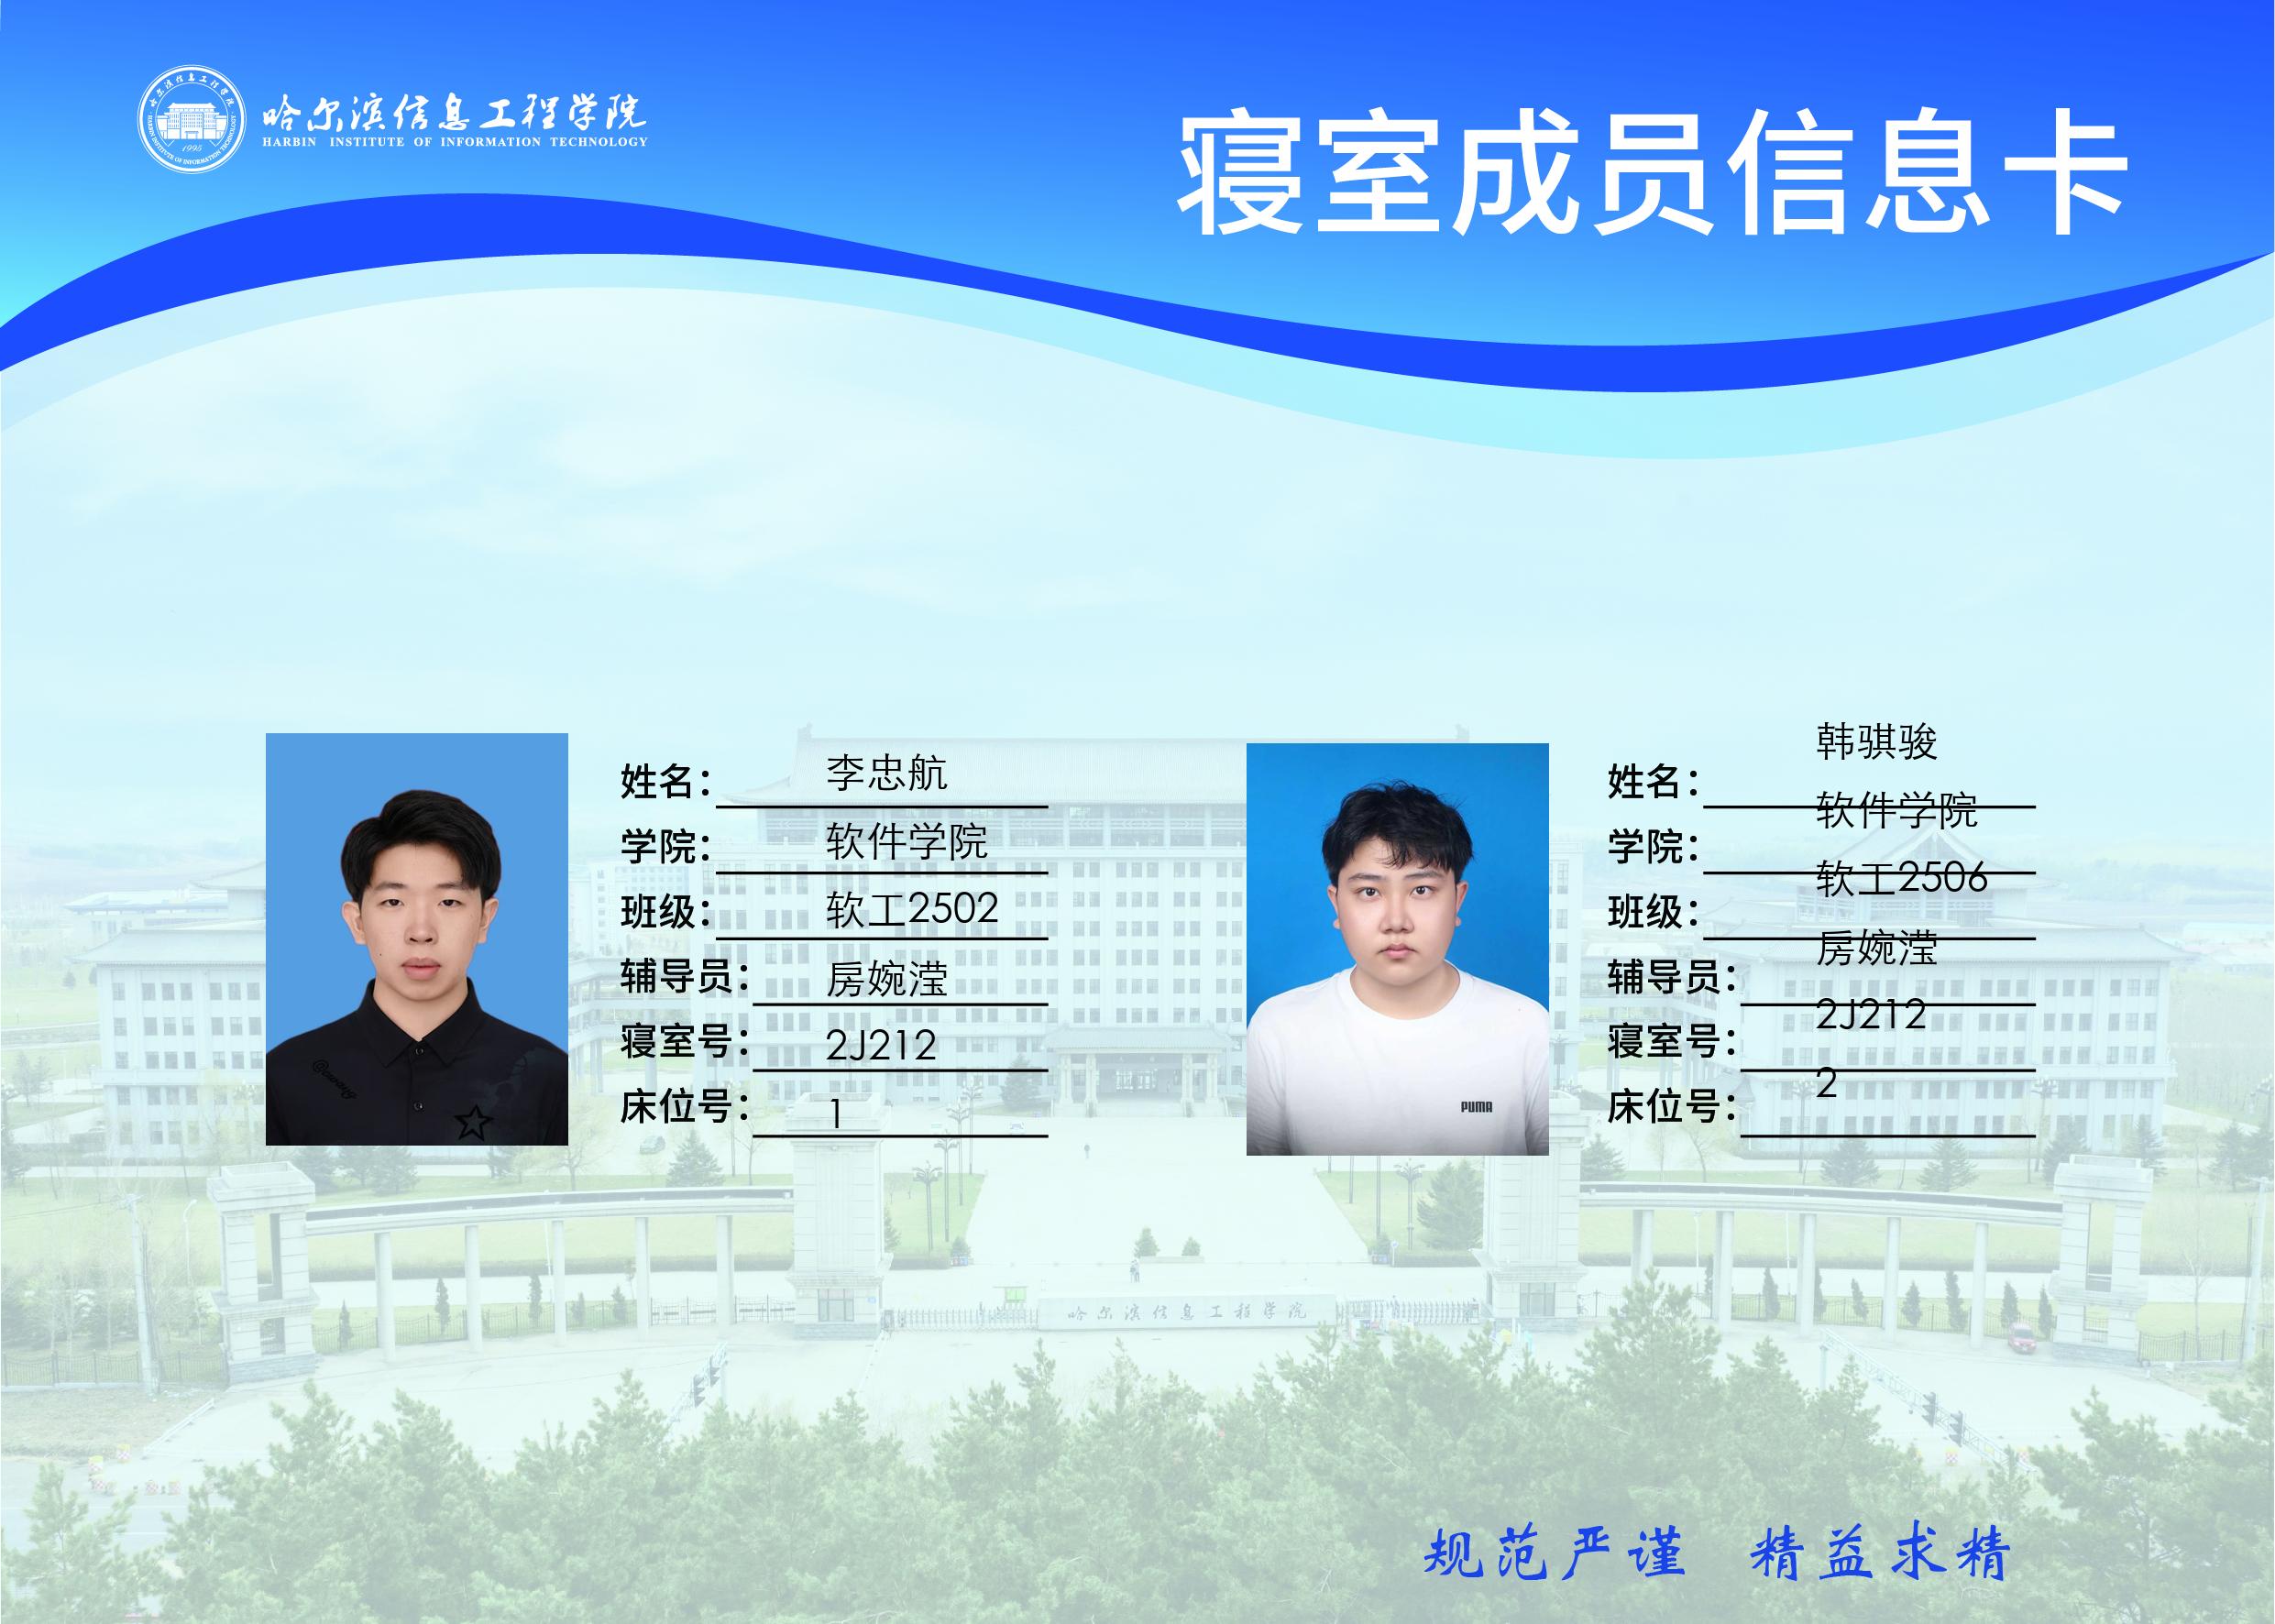 哈尔滨信息工程学院
HARBIN INSTITUTE OF INFORMATION TECHNOLOGY
1995
寝室成员信息卡
姓名：李忠航
学院：软件学院
班级：软工2502
辅导员：房婉滢
寝室号：2J212
床位号：1
姓名：韩骐骏
学院：软件学院
班级：软工2506
辅导员：房婉滢
寝室号：2J212
床位号：2
PUMA
哈尔滨信息工程学院
规范严谨 精益求精